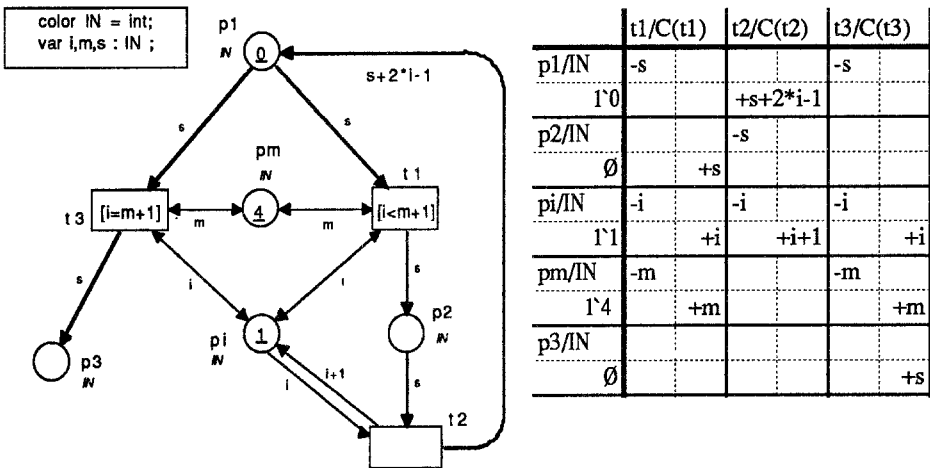 color IN = int;
var i,m,s : IN ;
p1
IN
0
s+2*i-1
s
s
pm
IN
4
t1
t3
[i=m+1]
m
m
[i<m+1]
s
s
i
i
pi
IN
1
p2
IN
p3
IN
i+1
i
s
t2
t1/C(t1) t2/C(t2) t3/C(t3)
p1/IN -s -s
1`0 +s+2*i-1
p2/IN -s
Ø +s
pi/IN -i -i -i
1`1 +i +i+1 +i
pm/IN -m -m
1`4 +m +m
p3/IN
Ø +s